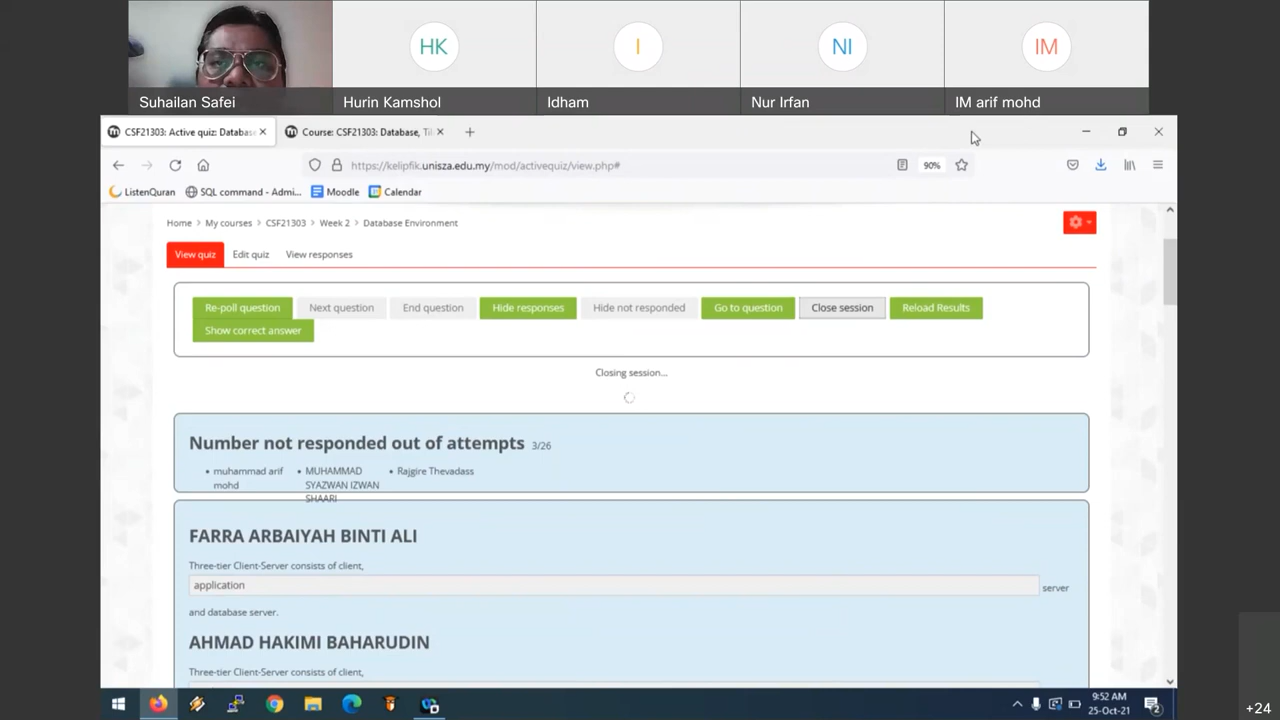 HK
I
NI
IM
Suhailan Safei
Hurin Kamshol
Idham
Nur Irfan
IM arif mohd
CSF21303: Active quiz: Databas
Course: CSF21303: Database, Ti
https://kelipfik.unisza.edu.my/mod/activequiz/view.php#
90%
ListenQuran
SQL command - Admi...
Moodle
Calendar
Home > My courses > CSF21303 > Week 2 > Database Environment
View quiz
Edit quiz
View responses
Re-poll question
Next question
End question
Hide responses
Hide not responded
Go to question
Close session
Reload Results
Show correct answer
Closing session...
Number not responded out of attempts 3/26
• muhammad arif mohd
• MUHAMMAD SYAZWAN IZWAN SHAARI
• Rajgire Thevadass
FARRA ARBAIYAH BINTI ALI
Three-tier Client-Server consists of client,
application
server
and database server.
AHMAD HAKIMI BAHARUDIN
Three-tier Client-Server consists of client,
9:52 AM
25-Oct-21
2
+24